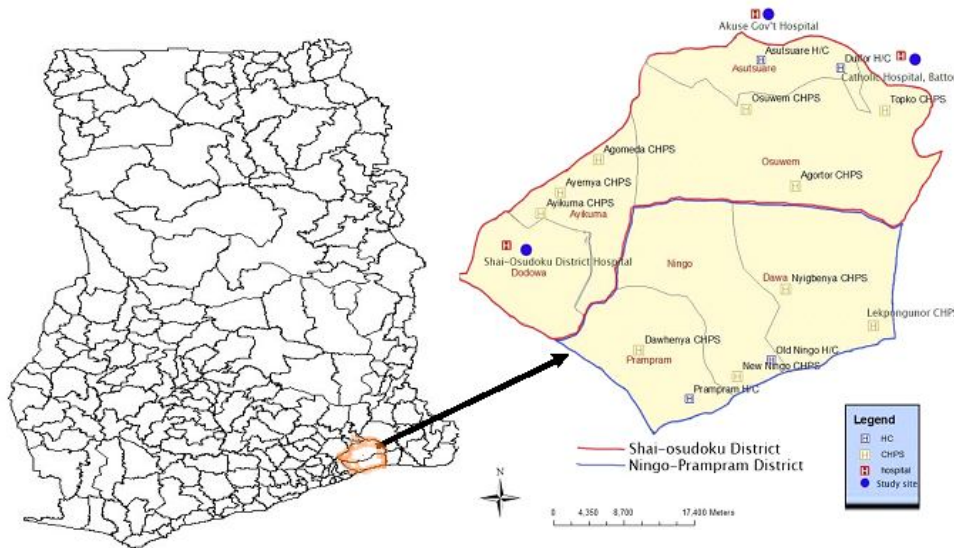 Akuse Gov't Hospital
Asutsuare H/C
Asutsuare
Duffor H/C
Catholic Hospital, Battor
Osuwem CHPS
Topko CHPS
Agomeda CHPS
Osuwem
Ayemya CHPS
Agortor CHPS
Ayikuma CHPS
Ayikuma
Shai-Osudoku District Hospital
Dodowa
Ningo
Dawa
Nyigbenya CHPS
Lekpongunor CHPS
Dawhenya CHPS
Prampram
Old Ningo H/C
New Ningo CHPS
Prampram H/C
Shai-osudoku District
Ningo-Prampram District
N
0 4,350 8,700 17,400 Meters
Legend
H HC
H CHPS
H hospital
Study site